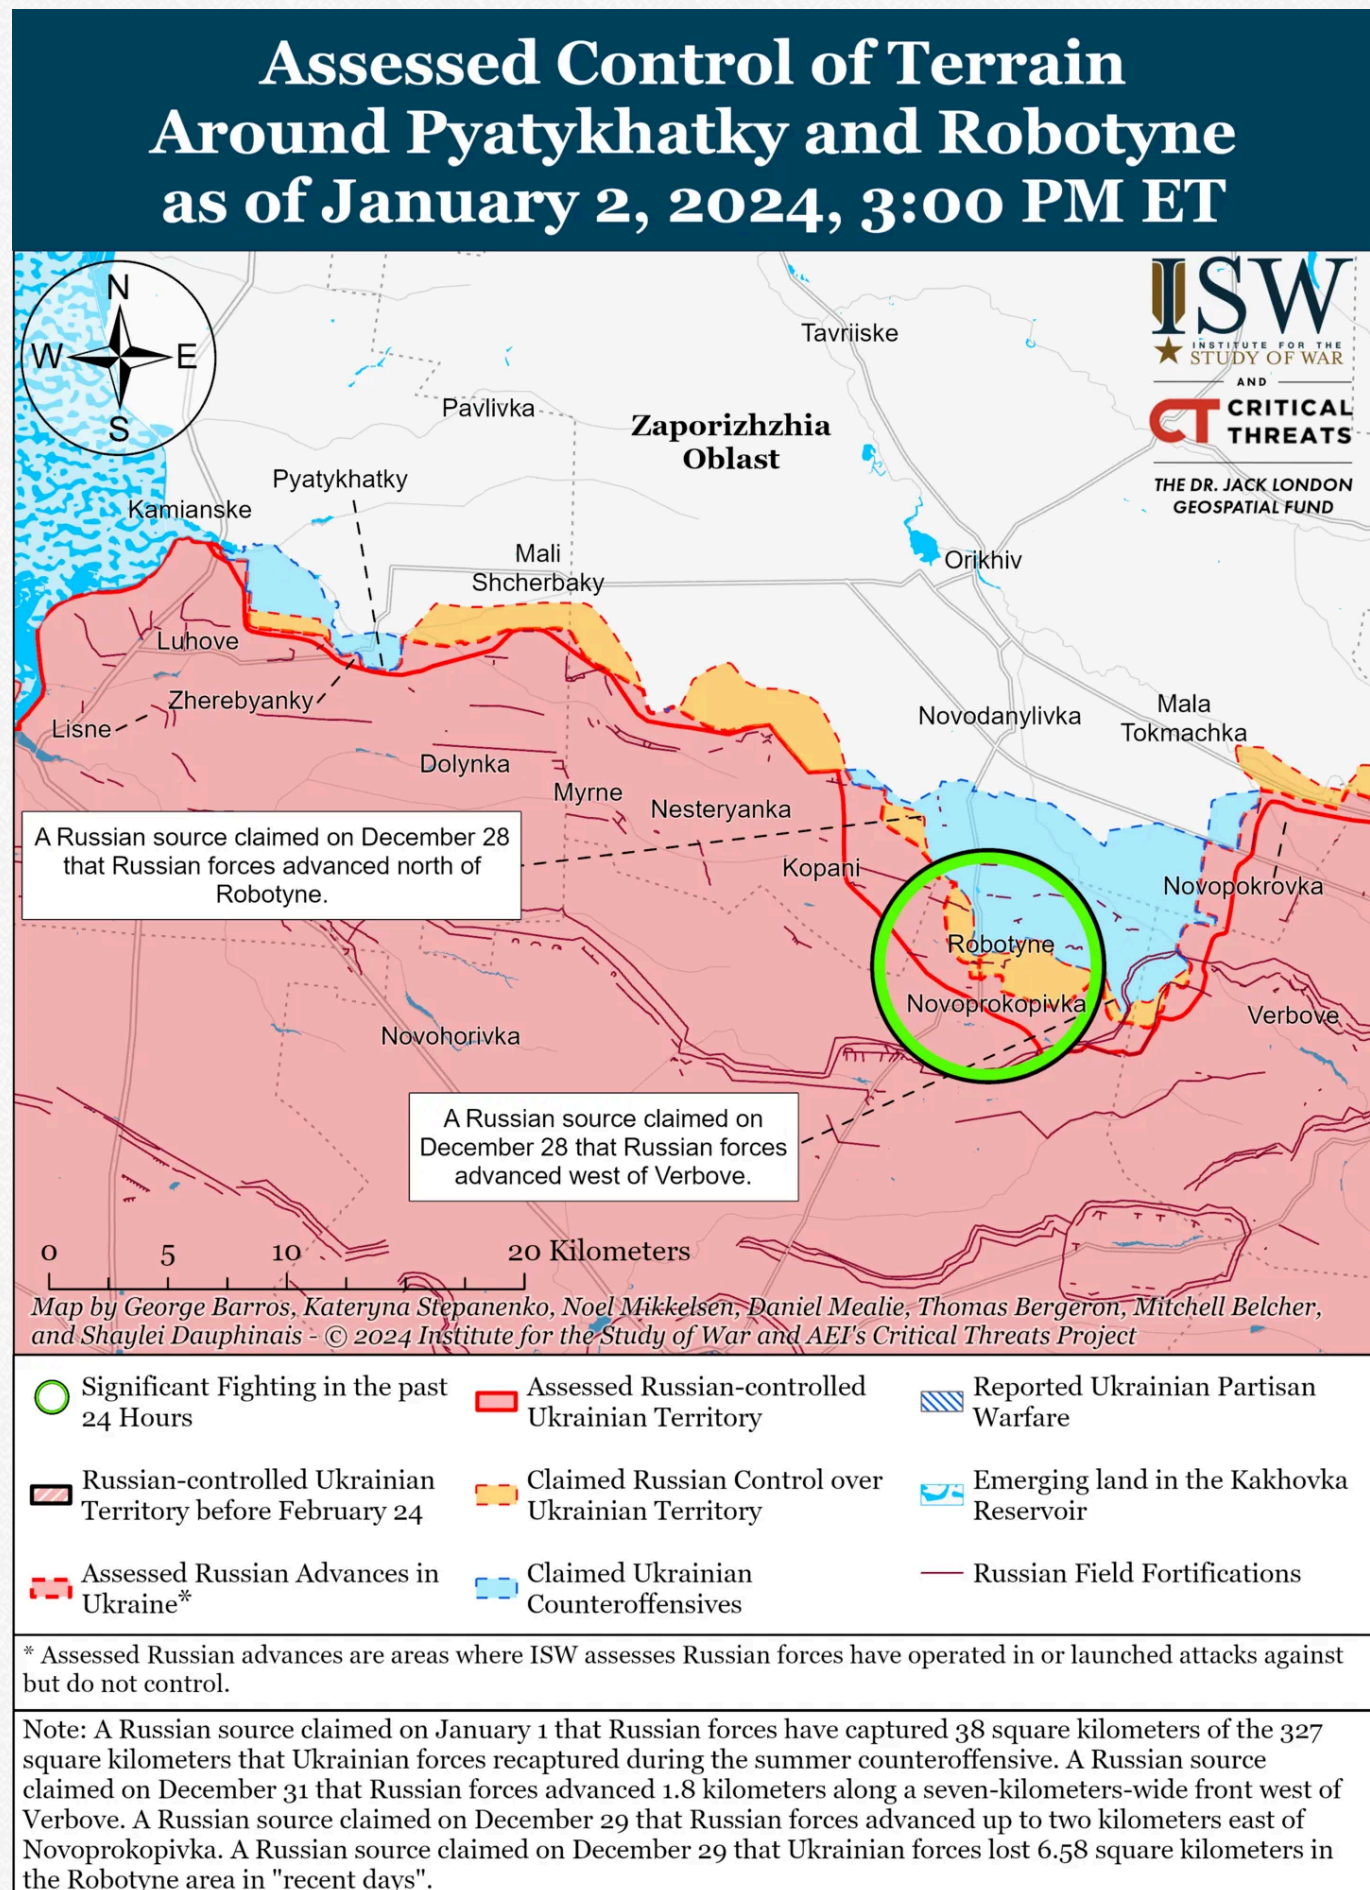 Assessed Control of Terrain
Around Pyatykhatky and Robotyne
as of January 2, 2024, 3:00 PM ET
N
W E
S
ISW
INSTITUTE FOR THE
STUDY OF WAR
AND
CT CRITICAL
THREATS
THE DR. JACK LONDON
GEOSPATIAL FUND
Tavriiske
Pavlivka
Zaporizhzhia
Oblast
Pyatykhatky
Kamianske
Mali
Shcherbaky
Orikhiv
Luhove
Zherebyanky
Lisne
Novodanylivka
Mala
Tokmachka
Dolynka
Myrne
Nesteryanka
A Russian source claimed on December 28
that Russian forces advanced north of
Robotyne.
Kopani
Novopokrovka
Robotyne
Novoprokopivka
Verbove
Novohorivka
A Russian source claimed on
December 28 that Russian forces
advanced west of Verbove.
0 5 10 20 Kilometers
Map by George Barros, Kateryna Stepanenko, Noel Mikkelsen, Daniel Mealie, Thomas Bergeron, Mitchell Belcher,
and Shaylei Dauphinais - © 2024 Institute for the Study of War and AEI's Critical Threats Project
Significant Fighting in the past
24 Hours
Assessed Russian-controlled
Ukrainian Territory
Reported Ukrainian Partisan
Warfare
Russian-controlled Ukrainian
Territory before February 24
Claimed Russian Control over
Ukrainian Territory
Emerging land in the Kakhovka
Reservoir
Assessed Russian Advances in
Ukraine*
Claimed Ukrainian
Counteroffensives
Russian Field Fortifications
* Assessed Russian advances are areas where ISW assesses Russian forces have operated in or launched attacks against
but do not control.
Note: A Russian source claimed on January 1 that Russian forces have captured 38 square kilometers of the 327
square kilometers that Ukrainian forces recaptured during the summer counteroffensive. A Russian source
claimed on December 31 that Russian forces advanced 1.8 kilometers along a seven-kilometers-wide front west of
Verbove. A Russian source claimed on December 29 that Russian forces advanced up to two kilometers east of
Novoprokopivka. A Russian source claimed on December 29 that Ukrainian forces lost 6.58 square kilometers in
the Robotyne area in "recent days".